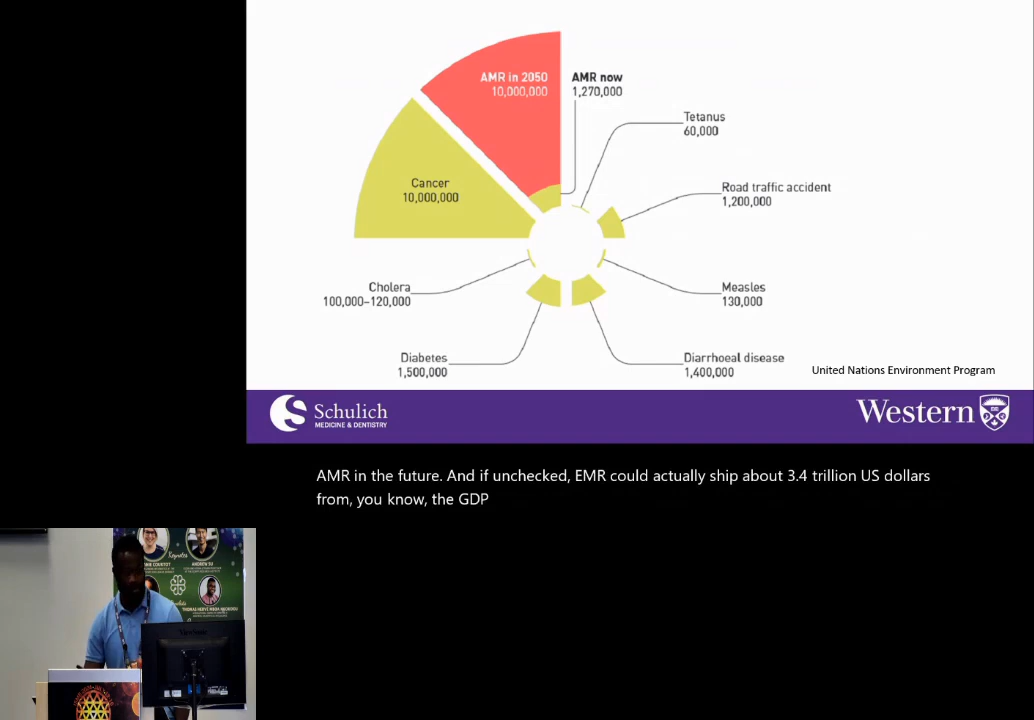 AMR in 2050
10,000,000
AMR now
1,270,000
Tetanus
60,000
Cancer
10,000,000
Road traffic accident
1,200,000
Cholera
100,000–120,000
Measles
130,000
Diabetes
1,500,000
Diarrhoeal disease
1,400,000
United Nations Environment Program
Schulich
MEDICINE & DENTISTRY
Western
AMR in the future. And if unchecked, EMR could actually ship about 3.4 trillion US dollars
from, you know, the GDP
Keynotes
ANDREW SU